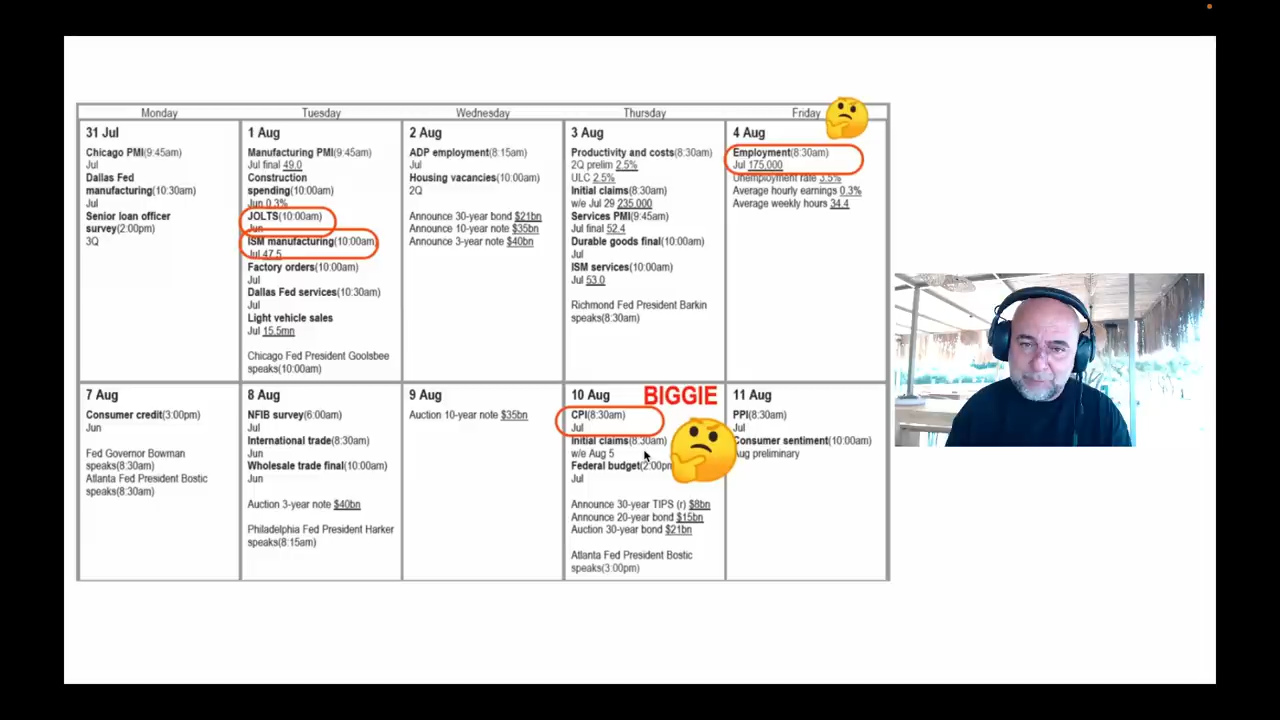 Monday
Tuesday
Wednesday
Thursday
Friday
31 Jul
Chicago PMI(9:45am)
Jul
Dallas Fed
manufacturing(10:30am)
Jul
Senior loan officer
survey(2:00pm)
3Q
1 Aug
Manufacturing PMI(9:45am)
Jul final 49.0
Construction
spending(10:00am)
Jun 0.3%
JOLTS(10:00am)
Jun
ISM manufacturing(10:00am)
Jul 47.5
Factory orders(10:00am)
Jul
Dallas Fed services(10:30am)
Jul
Light vehicle sales
Jul 15.5mn
Chicago Fed President Goolsbee
speaks(10:00am)
2 Aug
ADP employment(8:15am)
Jul
Housing vacancies(10:00am)
2Q
Announce 30-year bond $21bn
Announce 10-year note $35bn
Announce 3-year note $40bn
3 Aug
Productivity and costs(8:30am)
2Q prelim 2.5%
ULC 2.5%
Initial claims(8:30am)
w/e Jul 29 235,000
Services PMI(9:45am)
Jul final 52.4
Durable goods final(10:00am)
Jul
ISM services(10:00am)
Jul 53.0
Richmond Fed President Barkin
speaks(8:30am)
4 Aug
Employment(8:30am)
Jul 175,000
Unemployment rate 3.5%
Average hourly earnings 0.3%
Average weekly hours 34.4
7 Aug
Consumer credit(3:00pm)
Jun
Fed Governor Bowman
speaks(8:30am)
Atlanta Fed President Bostic
speaks(8:30am)
8 Aug
NFIB survey(6:00am)
Jul
International trade(8:30am)
Jun
Wholesale trade final(10:00am)
Jun
Auction 3-year note $40bn
Philadelphia Fed President Harker
speaks(8:15am)
9 Aug
Auction 10-year note $35bn
10 Aug
BIGGIE
CPI(8:30am)
Jul
Initial claims(8:30am)
w/e Aug 5
Federal budget(2:00pm
Jul
Announce 30-year TIPS (r) $8bn
Announce 20-year bond $15bn
Auction 30-year bond $21bn
Atlanta Fed President Bostic
speaks(3:00pm)
11 Aug
PPI(8:30am)
Jul
Consumer sentiment(10:00am)
Aug preliminary